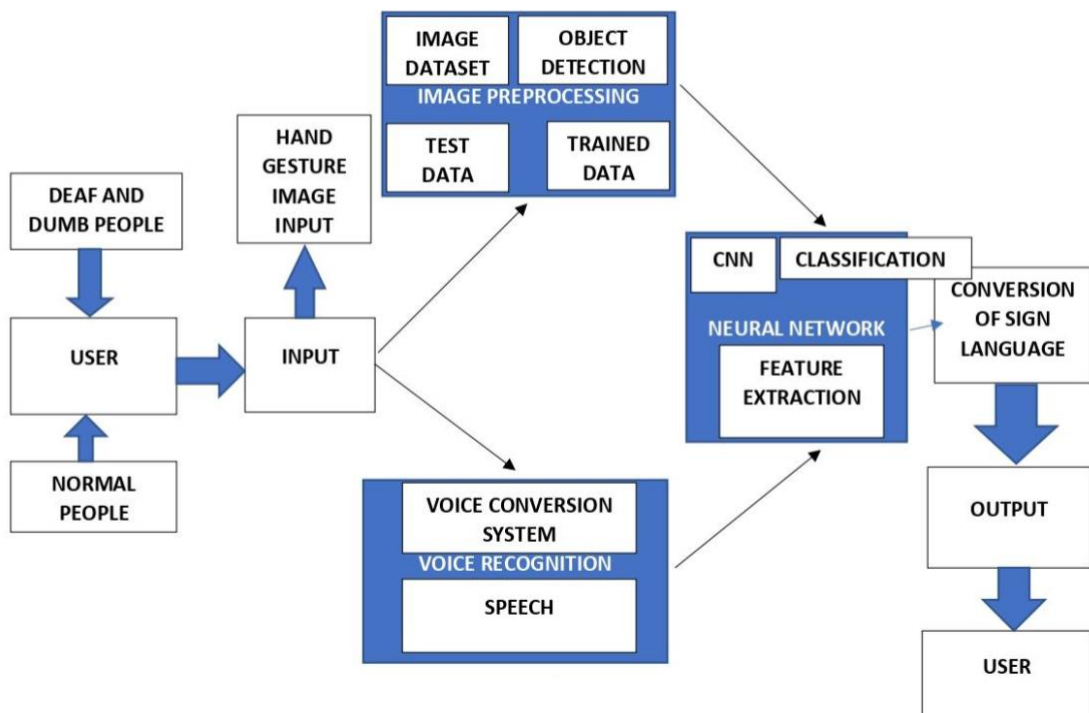 IMAGE
DATASET
OBJECT
DETECTION
IMAGE PREPROCESSING
TEST
DATA
TRAINED
DATA
HAND
GESTURE
IMAGE
INPUT
DEAF AND
DUMB PEOPLE
USER
INPUT
NORMAL
PEOPLE
VOICE CONVERSION
SYSTEM
VOICE RECOGNITION
SPEECH
CNN
CLASSIFICATION
NEURAL NETWORK
FEATURE
EXTRACTION
CONVERSION
OF SIGN
LANGUAGE
OUTPUT
USER